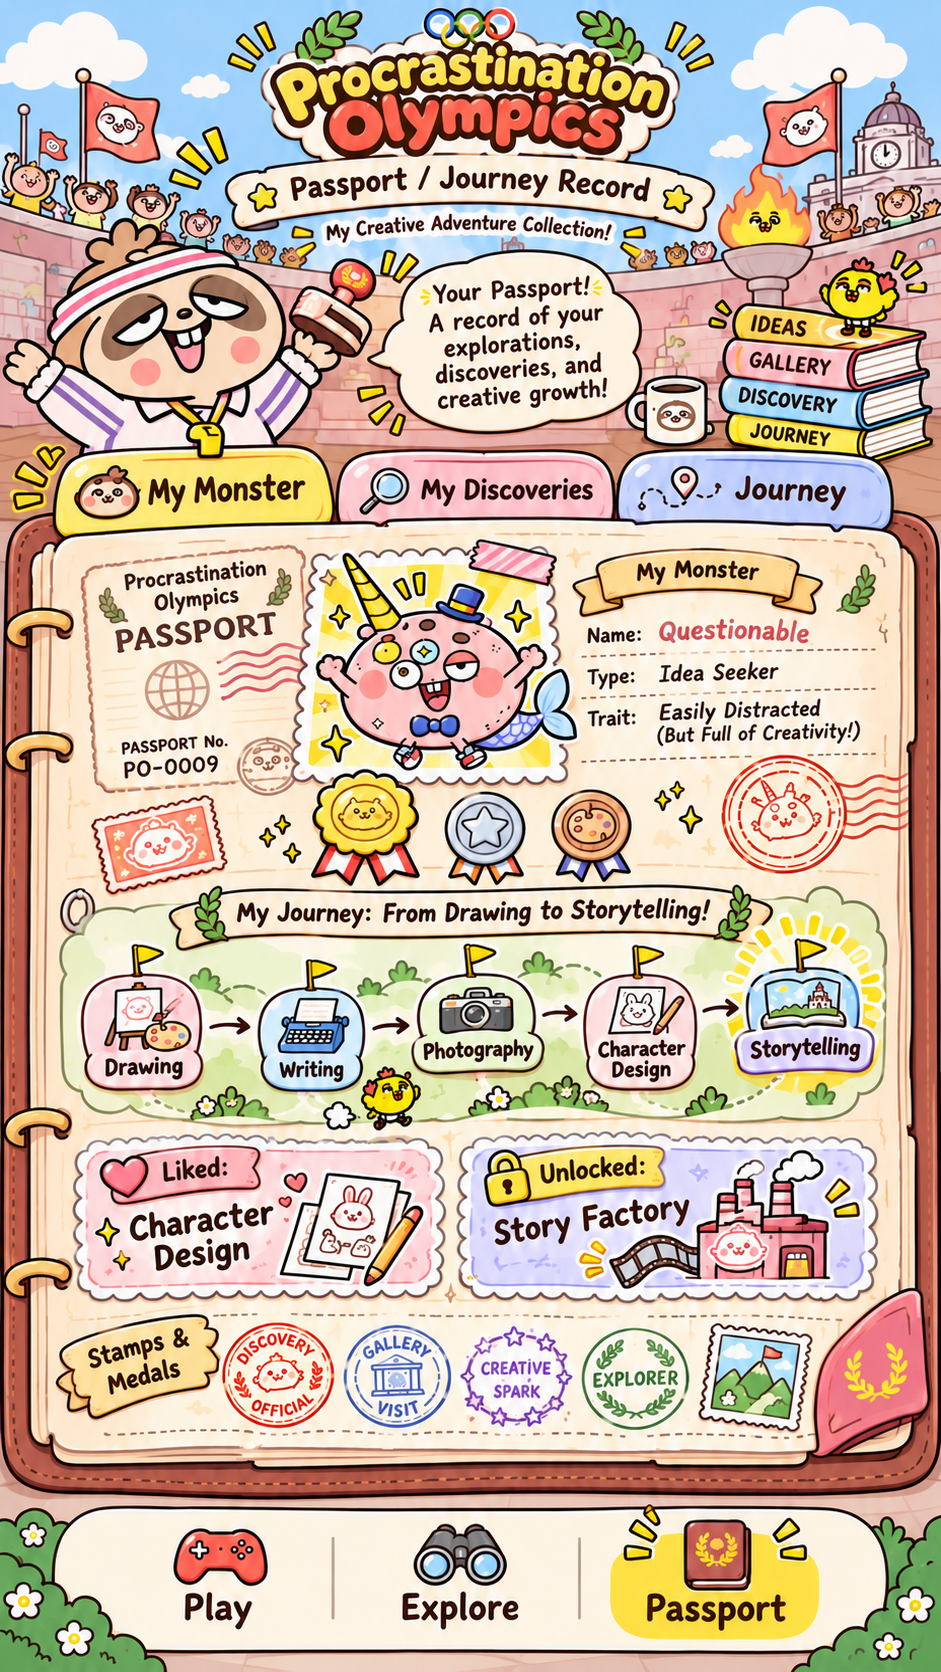 Procrastination
Olympics
Passport / Journey Record
My Creative Adventure Collection!
Your Passport!
A record of your
explorations,
discoveries, and
creative growth!
IDEAS
GALLERY
DISCOVERY
JOURNEY
My Monster
My Discoveries
Journey
Procrastination
Olympics
PASSPORT
PASSPORT No.
PO-0009
My Monster
Name: Questionable
Type: Idea Seeker
Trait: Easily Distracted
(But Full of Creativity!)
My Journey: From Drawing to Storytelling!
Drawing
Writing
Photography
Character
Design
Storytelling
Liked:
Character
Design
Unlocked:
Story Factory
Stamps &
Medals
DISCOVERY
OFFICIAL
GALLERY
VISIT
CREATIVE
SPARK
EXPLORER
Play
Explore
Passport